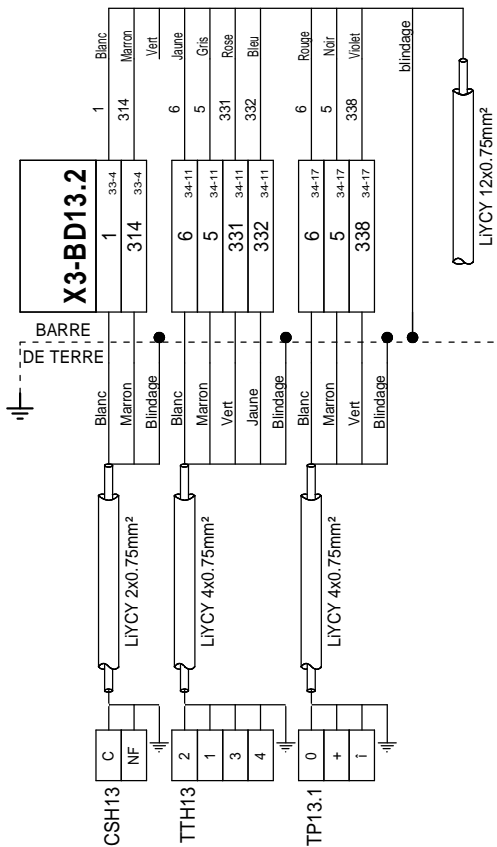 X3-BD13.2
BARRE
DE TERRE
CSH13
C
NF
LiYCY 2x0.75mm²
Blanc
Marron
Blindage
1
33-4
314
33-4
1
314
Blanc
Marron
Vert
TTH13
2
1
3
4
LiYCY 4x0.75mm²
Blanc
Marron
Vert
Jaune
Blindage
6
34-11
5
34-11
331
34-11
332
34-11
6
5
331
332
Jaune
Gris
Rose
Bleu
TP13.1
0
+
î
LiYCY 4x0.75mm²
Blanc
Marron
Vert
Blindage
6
34-17
5
34-17
338
34-17
6
5
338
Rouge
Noir
Violet
blindage
LiYCY 12x0.75mm²